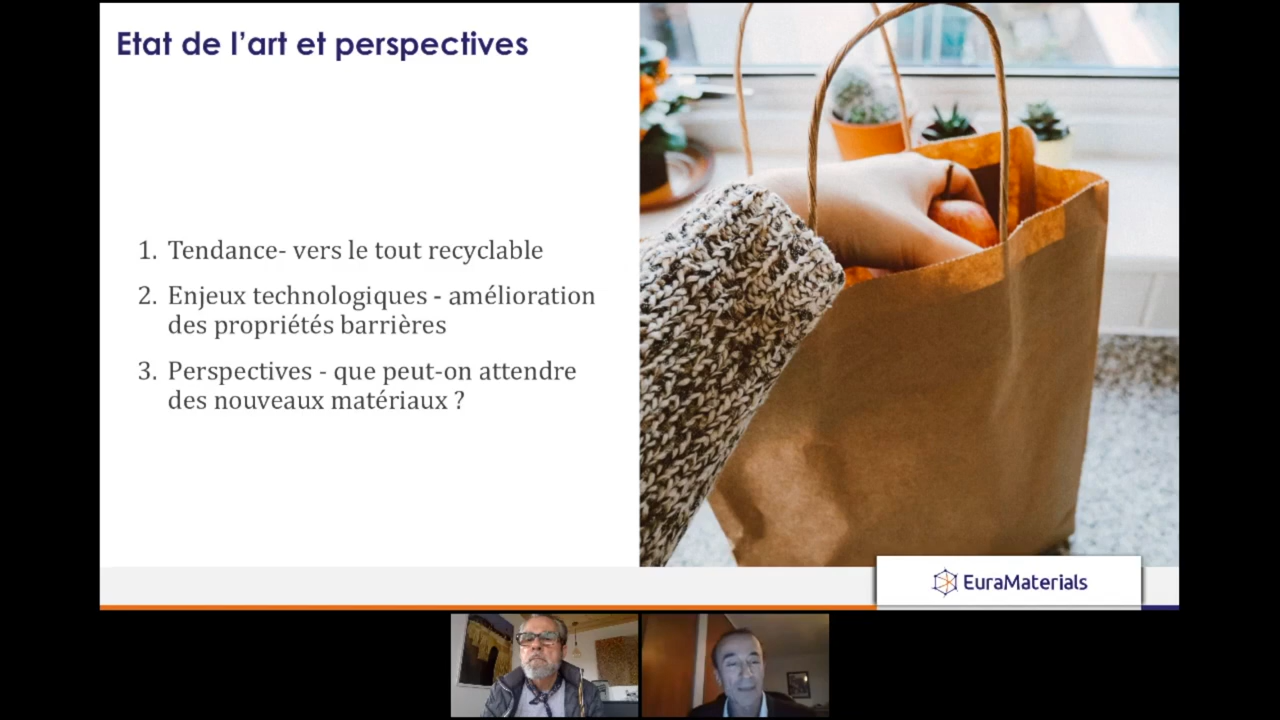 Etat de l'art et perspectives
1. Tendance- vers le tout recyclable
2. Enjeux technologiques - amélioration
des propriétés barrières
3. Perspectives - que peut-on attendre
des nouveaux matériaux ?
EuraMaterials